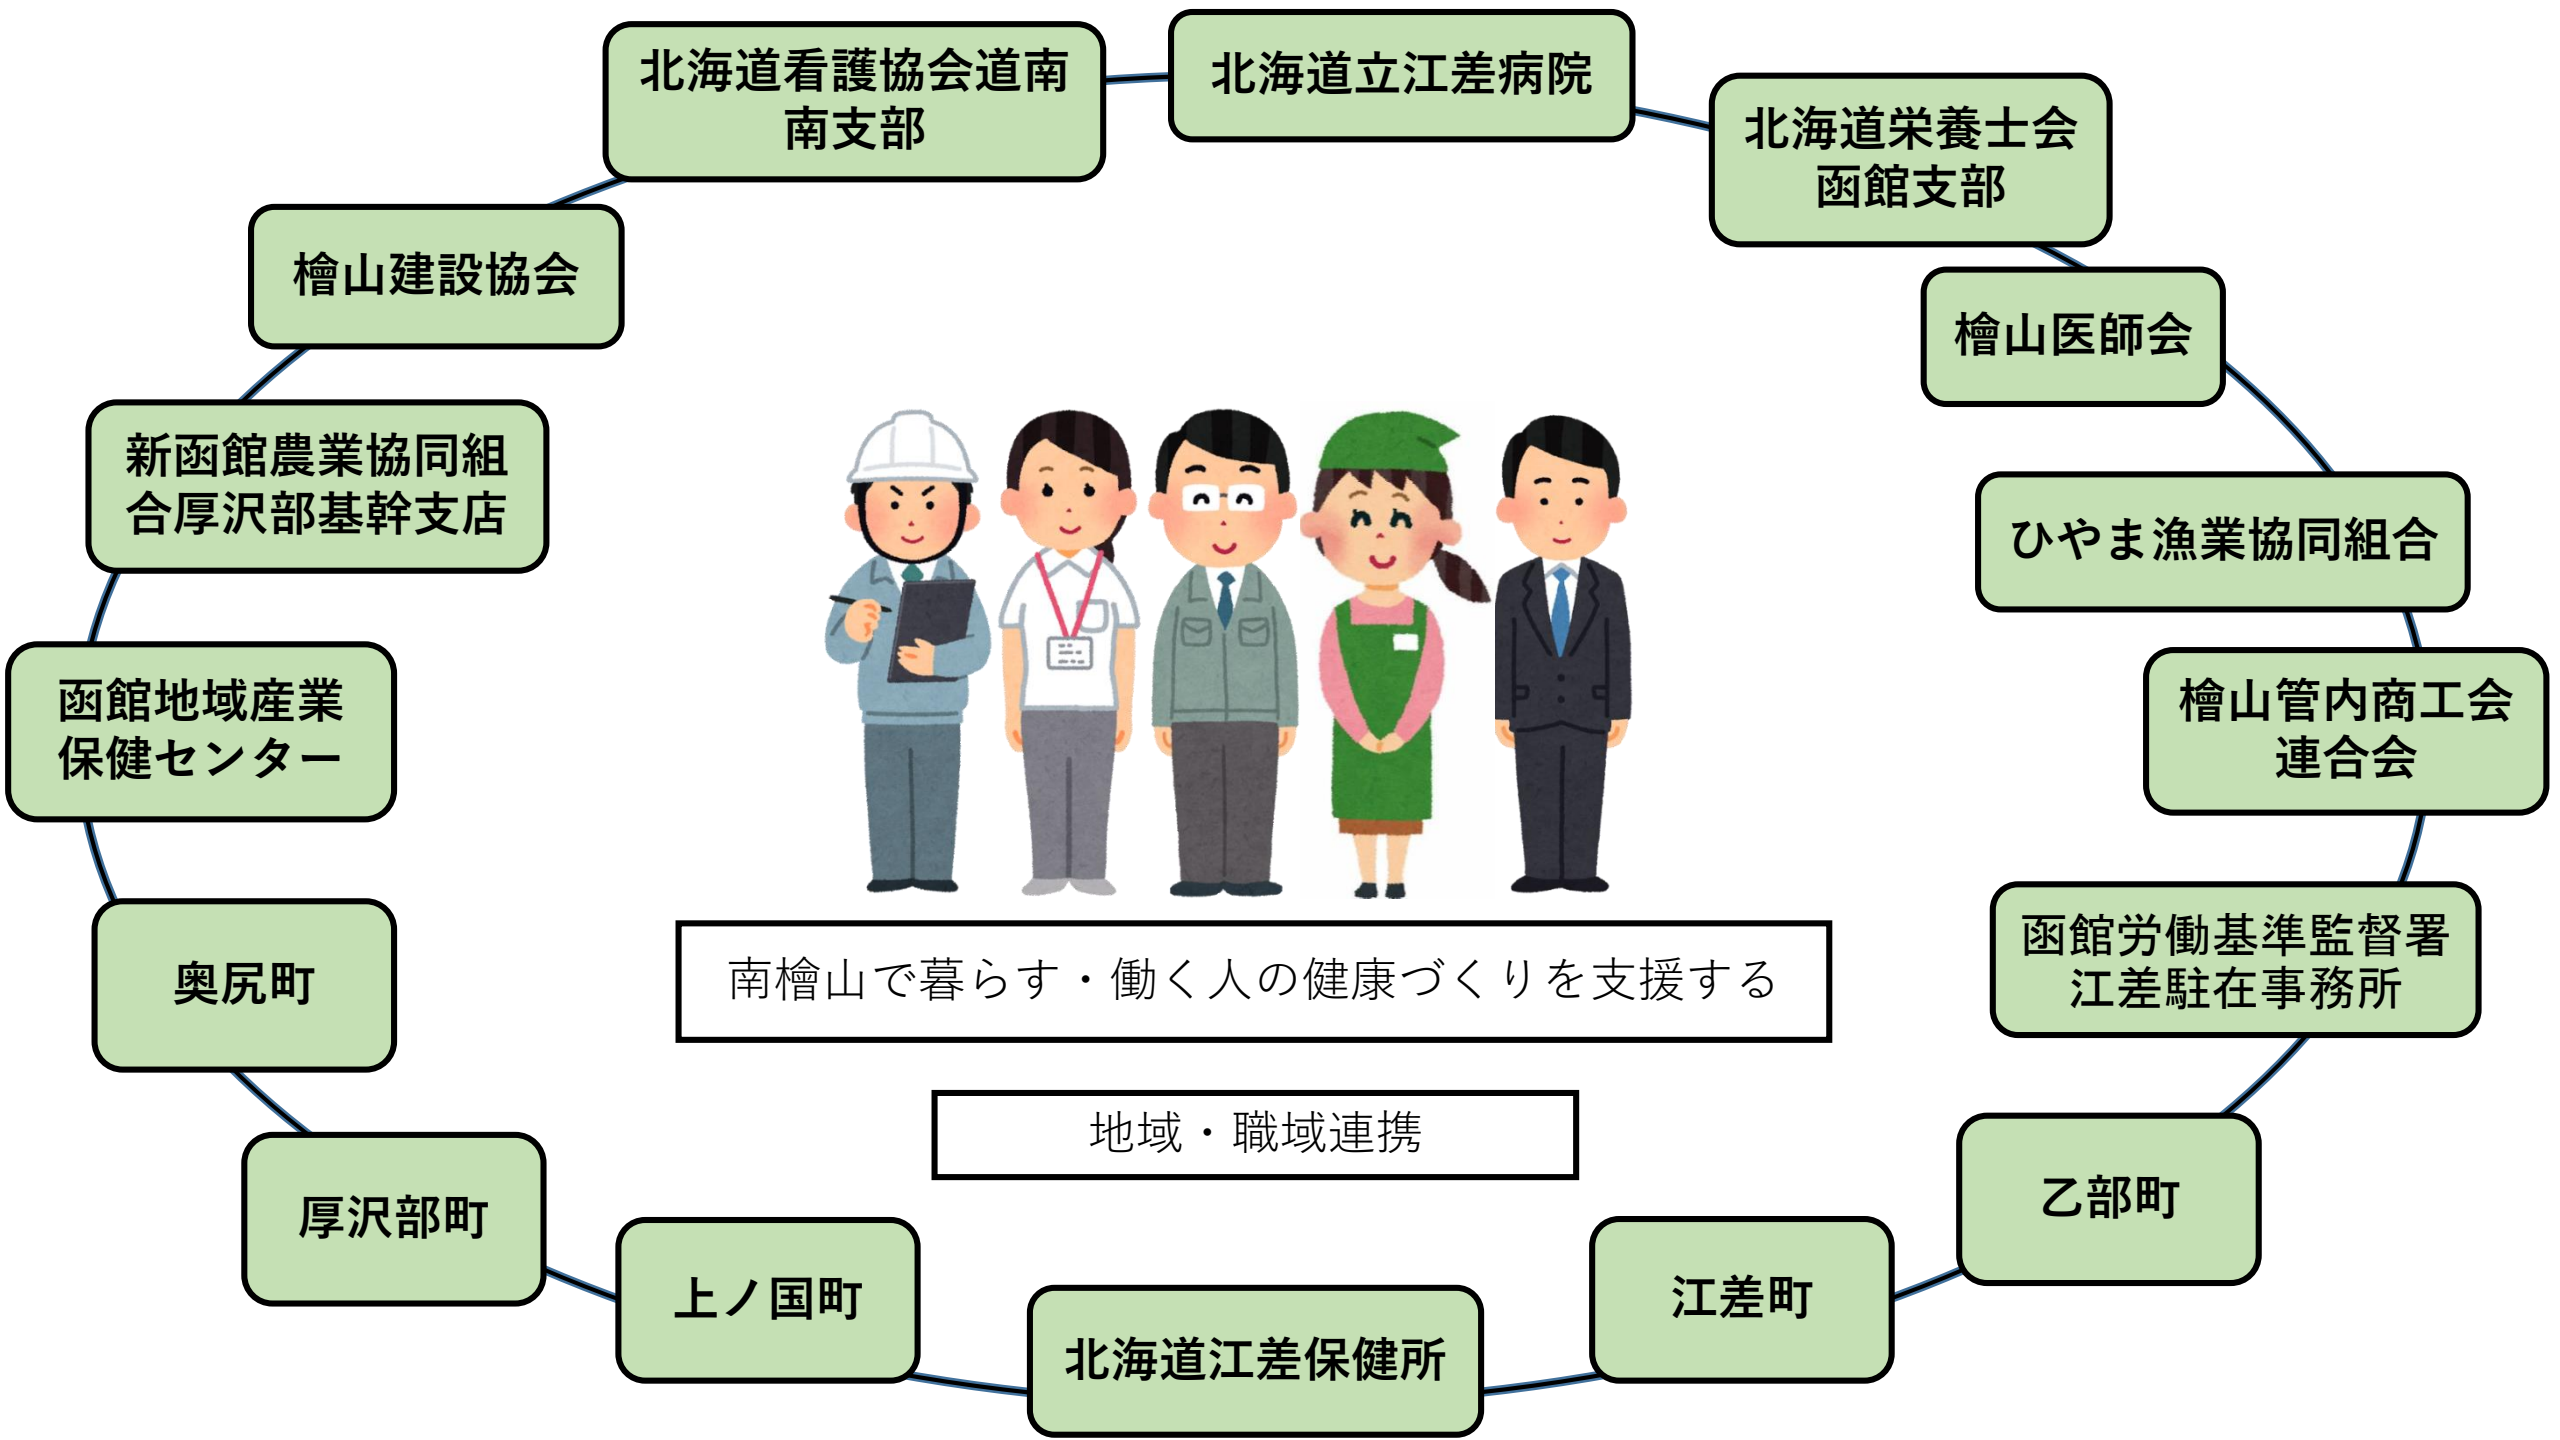 北海道看護協会道南
南支部
北海道立江差病院
北海道栄養士会
函館支部
檜山建設協会
檜山医師会
新函館農業協同組
合厚沢部基幹支店
ひやま漁業協同組合
函館地域産業
保健センター
檜山管内商工会
連合会
奥尻町
函館労働基準監督署
江差駐在事務所
南檜山で暮らす・働く人の健康づくりを支援する
地域・職域連携
厚沢部町
乙部町
上ノ国町
江差町
北海道江差保健所